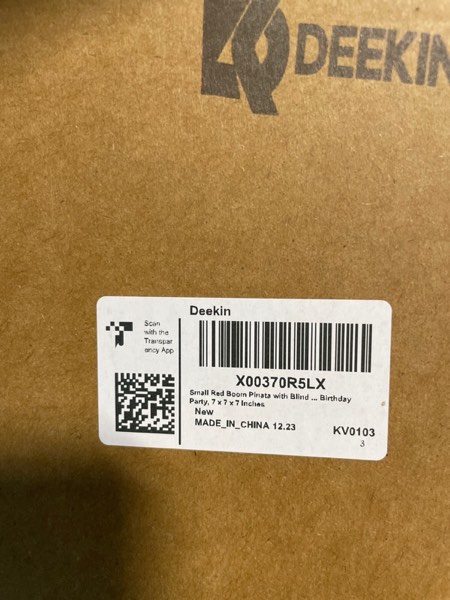 DEEKIN
Scan
with the
Transpar
ency App
Deekin
X00370R5LX
Small Red Boom Pinata with Blind ... Birthday
Party, 7 x 7 x 7 Inches
New
MADE_IN_CHINA 12.23
KV0103
3